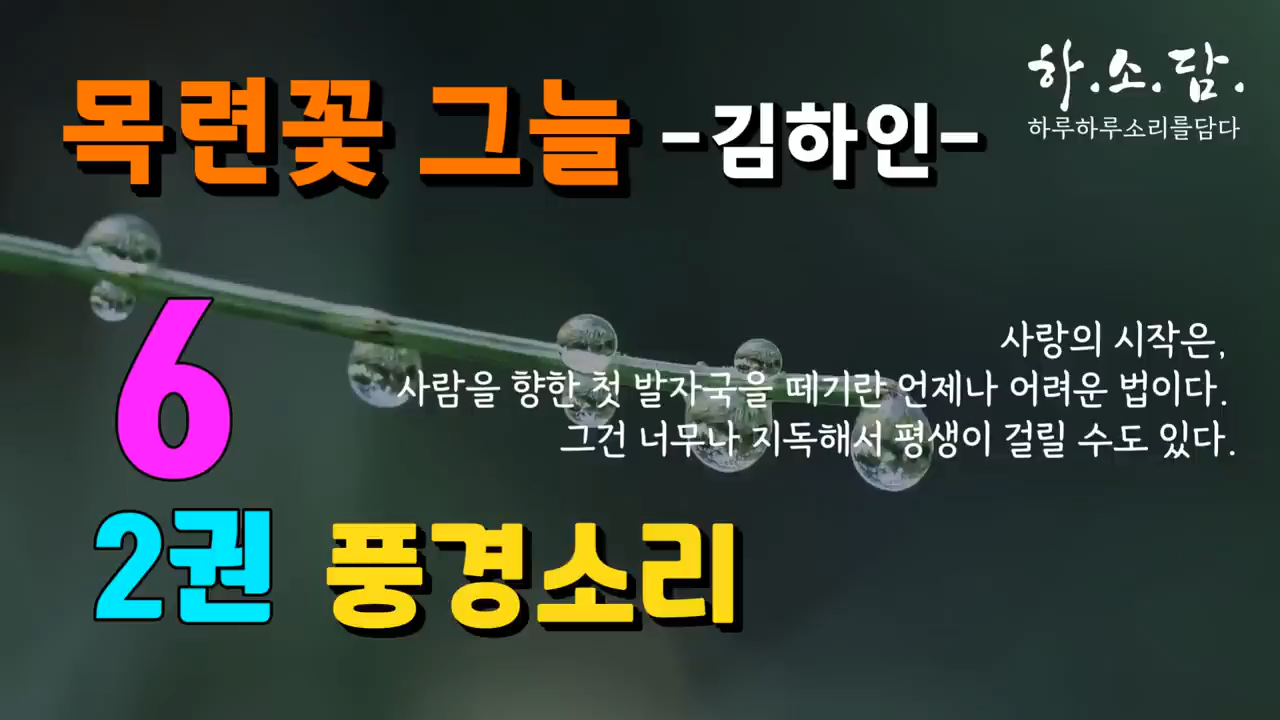 목련꽃 그늘 -김하인-
하.소.담.
하루하루소리를담다
사랑의 시작은,
사람을 향한 첫 발자국을 떼기란 언제나 어려운 법이다.
그건 너무나 지독해서 평생이 걸릴 수도 있다.
6
2권 풍경소리